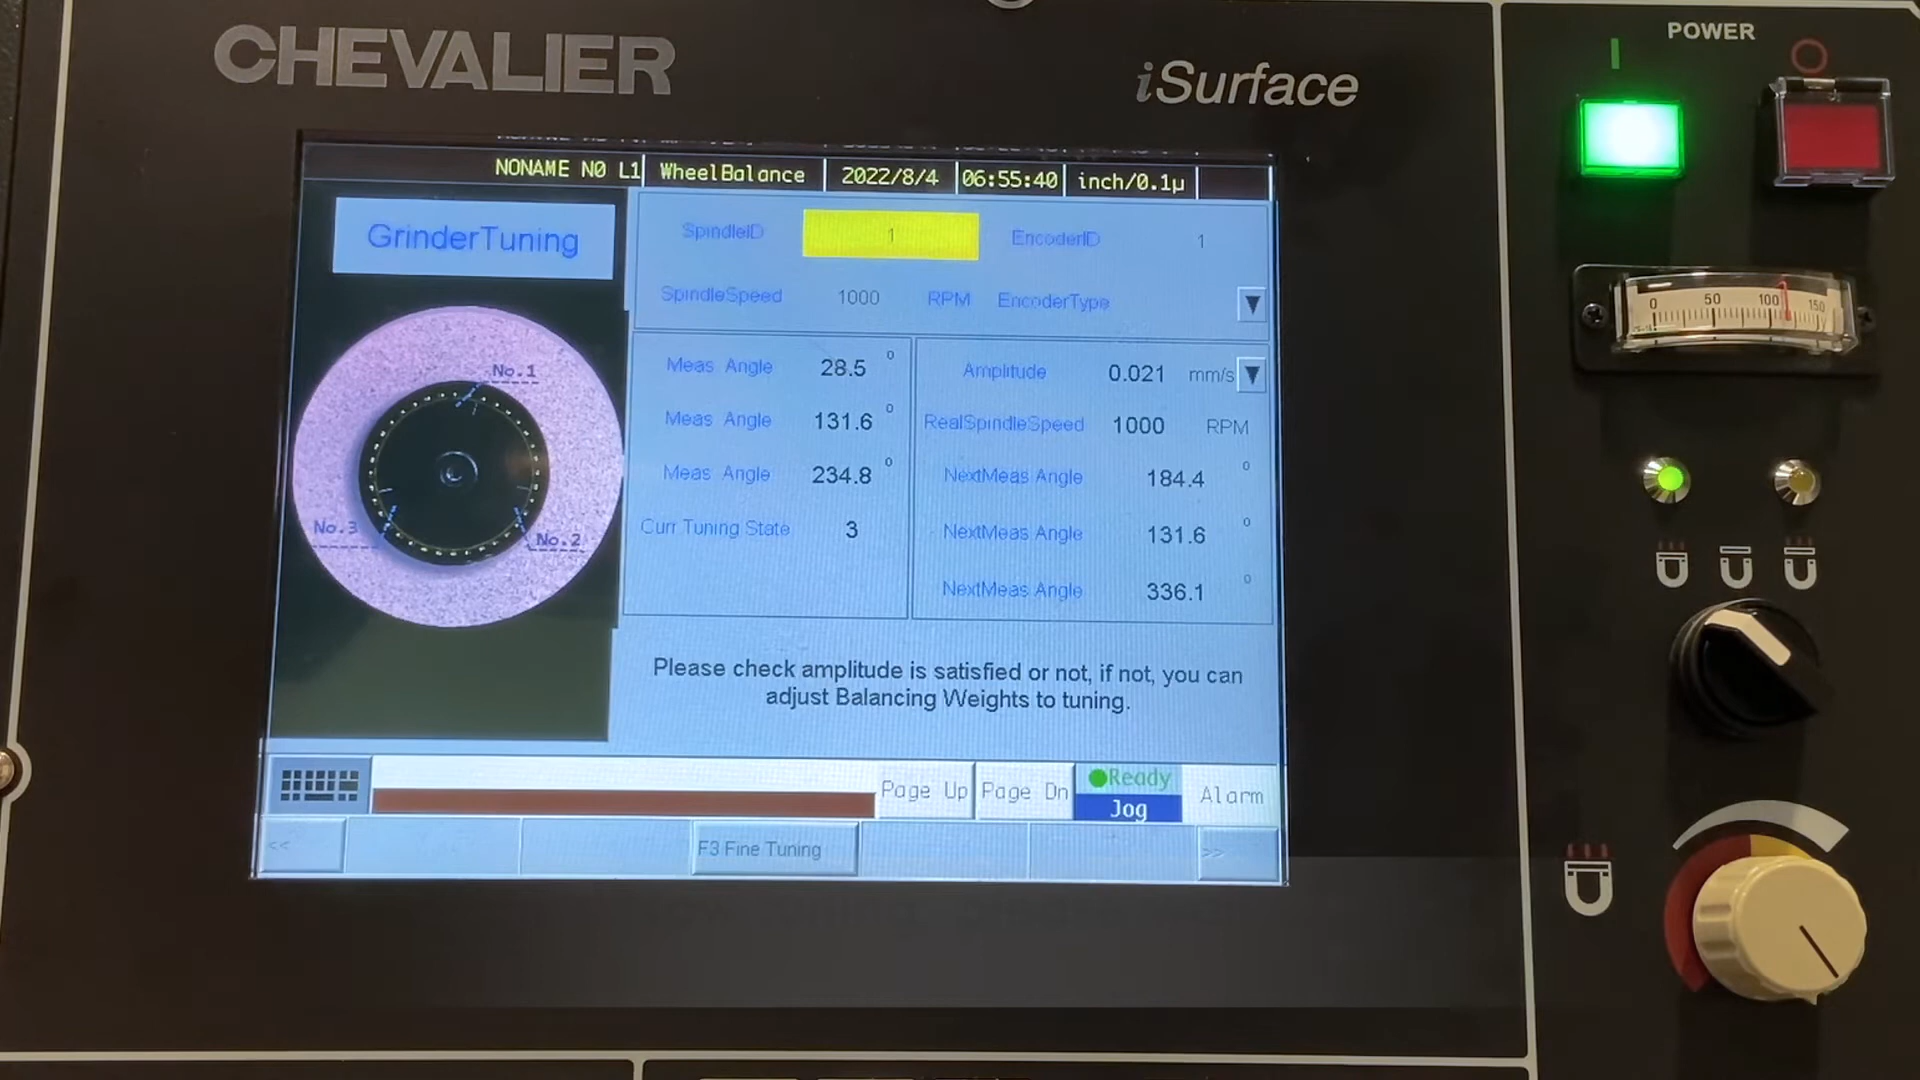 CHEVALIER
iSurface
POWER
NONAME N0 L1 WheelBalance 2022/8/4 06:55:40 inch/0.1µ
GrinderTuning
SpindleID 1 EncoderID 1
SpindleSpeed 1000 RPM EncoderType
Meas Angle 28.5 °
Meas Angle 131.6 °
Meas Angle 234.8 °
Curr Tuning State 3
Amplitude 0.021 mm/s
RealSpindleSpeed 1000 RPM
NextMeas Angle 184.4 °
NextMeas Angle 131.6 °
NextMeas Angle 336.1 °
No.1
No.3
No.2
Please check amplitude is satisfied or not, if not, you can
adjust Balancing Weights to tuning.
Page Up Page Dn Ready Alarm
Jog
<< F3 Fine Tuning >>
0 50 100 150